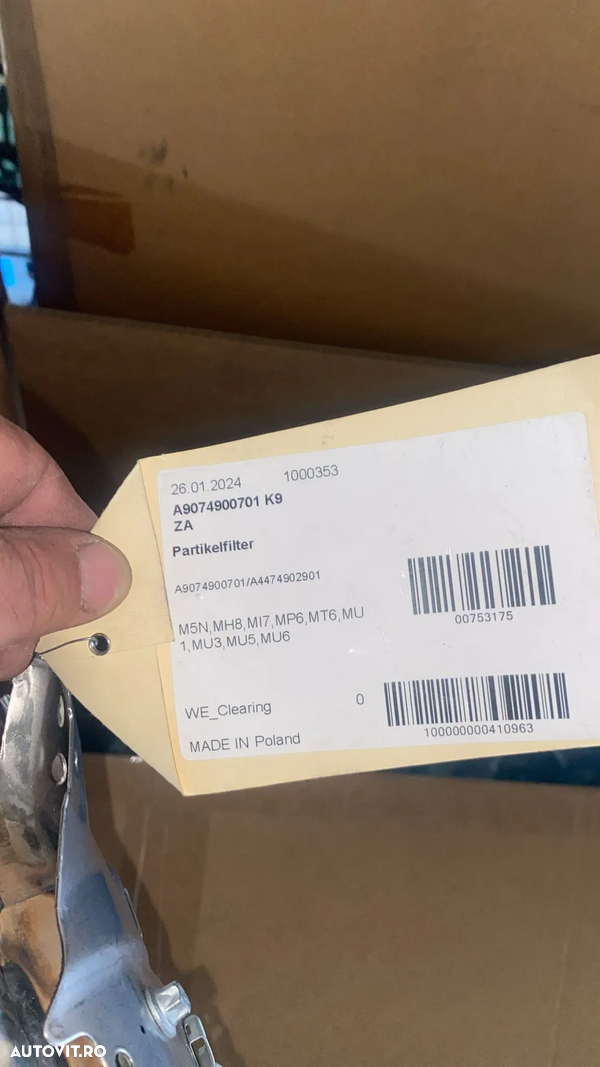 26.01.2024 1000353
A9074900701 K9
ZA
Partikelfilter
A9074900701/A4474902901
M5N,MH8,MI7,MP6,MT6,MU
1,MU3,MU5,MU6
00753175
WE_Clearing 0
100000000410963
MADE IN Poland
AUTOVIT.RO